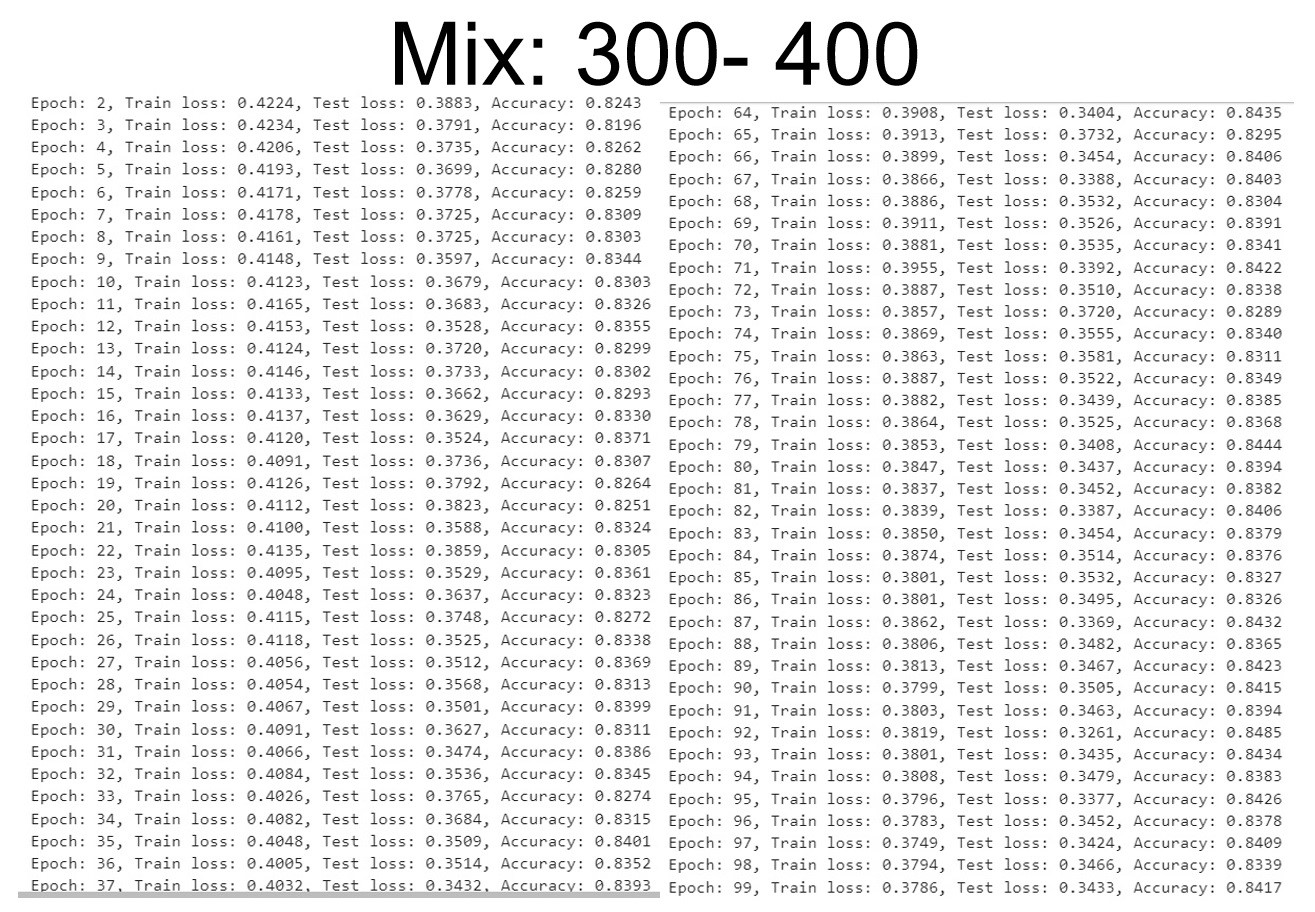 Mix: 300- 400
Epoch: 2, Train loss: 0.4224, Test loss: 0.3883, Accuracy: 0.8243
Epoch: 3, Train loss: 0.4234, Test loss: 0.3791, Accuracy: 0.8196
Epoch: 4, Train loss: 0.4206, Test loss: 0.3735, Accuracy: 0.8262
Epoch: 5, Train loss: 0.4193, Test loss: 0.3699, Accuracy: 0.8280
Epoch: 6, Train loss: 0.4171, Test loss: 0.3778, Accuracy: 0.8259
Epoch: 7, Train loss: 0.4178, Test loss: 0.3725, Accuracy: 0.8309
Epoch: 8, Train loss: 0.4161, Test loss: 0.3725, Accuracy: 0.8303
Epoch: 9, Train loss: 0.4148, Test loss: 0.3597, Accuracy: 0.8344
Epoch: 10, Train loss: 0.4123, Test loss: 0.3679, Accuracy: 0.8303
Epoch: 11, Train loss: 0.4165, Test loss: 0.3683, Accuracy: 0.8326
Epoch: 12, Train loss: 0.4153, Test loss: 0.3528, Accuracy: 0.8355
Epoch: 13, Train loss: 0.4124, Test loss: 0.3720, Accuracy: 0.8299
Epoch: 14, Train loss: 0.4146, Test loss: 0.3733, Accuracy: 0.8302
Epoch: 15, Train loss: 0.4133, Test loss: 0.3662, Accuracy: 0.8293
Epoch: 16, Train loss: 0.4137, Test loss: 0.3629, Accuracy: 0.8330
Epoch: 17, Train loss: 0.4120, Test loss: 0.3524, Accuracy: 0.8371
Epoch: 18, Train loss: 0.4091, Test loss: 0.3736, Accuracy: 0.8307
Epoch: 19, Train loss: 0.4126, Test loss: 0.3792, Accuracy: 0.8264
Epoch: 20, Train loss: 0.4112, Test loss: 0.3823, Accuracy: 0.8251
Epoch: 21, Train loss: 0.4100, Test loss: 0.3588, Accuracy: 0.8324
Epoch: 22, Train loss: 0.4135, Test loss: 0.3859, Accuracy: 0.8305
Epoch: 23, Train loss: 0.4095, Test loss: 0.3529, Accuracy: 0.8361
Epoch: 24, Train loss: 0.4048, Test loss: 0.3637, Accuracy: 0.8323
Epoch: 25, Train loss: 0.4115, Test loss: 0.3748, Accuracy: 0.8272
Epoch: 26, Train loss: 0.4118, Test loss: 0.3525, Accuracy: 0.8338
Epoch: 27, Train loss: 0.4056, Test loss: 0.3512, Accuracy: 0.8369
Epoch: 28, Train loss: 0.4054, Test loss: 0.3568, Accuracy: 0.8313
Epoch: 29, Train loss: 0.4067, Test loss: 0.3501, Accuracy: 0.8399
Epoch: 30, Train loss: 0.4091, Test loss: 0.3627, Accuracy: 0.8311
Epoch: 31, Train loss: 0.4066, Test loss: 0.3474, Accuracy: 0.8386
Epoch: 32, Train loss: 0.4084, Test loss: 0.3536, Accuracy: 0.8345
Epoch: 33, Train loss: 0.4026, Test loss: 0.3765, Accuracy: 0.8274
Epoch: 34, Train loss: 0.4082, Test loss: 0.3684, Accuracy: 0.8315
Epoch: 35, Train loss: 0.4048, Test loss: 0.3509, Accuracy: 0.8401
Epoch: 36, Train loss: 0.4005, Test loss: 0.3514, Accuracy: 0.8352
Epoch: 37, Train loss: 0.4032, Test loss: 0.3432, Accuracy: 0.8393
Epoch: 64, Train loss: 0.3908, Test loss: 0.3404, Accuracy: 0.8435
Epoch: 65, Train loss: 0.3913, Test loss: 0.3732, Accuracy: 0.8295
Epoch: 66, Train loss: 0.3899, Test loss: 0.3454, Accuracy: 0.8406
Epoch: 67, Train loss: 0.3866, Test loss: 0.3388, Accuracy: 0.8403
Epoch: 68, Train loss: 0.3886, Test loss: 0.3532, Accuracy: 0.8304
Epoch: 69, Train loss: 0.3911, Test loss: 0.3526, Accuracy: 0.8391
Epoch: 70, Train loss: 0.3881, Test loss: 0.3535, Accuracy: 0.8341
Epoch: 71, Train loss: 0.3955, Test loss: 0.3392, Accuracy: 0.8422
Epoch: 72, Train loss: 0.3887, Test loss: 0.3510, Accuracy: 0.8338
Epoch: 73, Train loss: 0.3857, Test loss: 0.3720, Accuracy: 0.8289
Epoch: 74, Train loss: 0.3869, Test loss: 0.3555, Accuracy: 0.8340
Epoch: 75, Train loss: 0.3863, Test loss: 0.3581, Accuracy: 0.8311
Epoch: 76, Train loss: 0.3887, Test loss: 0.3522, Accuracy: 0.8349
Epoch: 77, Train loss: 0.3882, Test loss: 0.3439, Accuracy: 0.8385
Epoch: 78, Train loss: 0.3864, Test loss: 0.3525, Accuracy: 0.8368
Epoch: 79, Train loss: 0.3853, Test loss: 0.3408, Accuracy: 0.8444
Epoch: 80, Train loss: 0.3847, Test loss: 0.3437, Accuracy: 0.8394
Epoch: 81, Train loss: 0.3837, Test loss: 0.3452, Accuracy: 0.8382
Epoch: 82, Train loss: 0.3839, Test loss: 0.3387, Accuracy: 0.8406
Epoch: 83, Train loss: 0.3850, Test loss: 0.3454, Accuracy: 0.8379
Epoch: 84, Train loss: 0.3874, Test loss: 0.3514, Accuracy: 0.8376
Epoch: 85, Train loss: 0.3801, Test loss: 0.3532, Accuracy: 0.8327
Epoch: 86, Train loss: 0.3801, Test loss: 0.3495, Accuracy: 0.8326
Epoch: 87, Train loss: 0.3862, Test loss: 0.3369, Accuracy: 0.8432
Epoch: 88, Train loss: 0.3806, Test loss: 0.3482, Accuracy: 0.8365
Epoch: 89, Train loss: 0.3813, Test loss: 0.3467, Accuracy: 0.8423
Epoch: 90, Train loss: 0.3799, Test loss: 0.3505, Accuracy: 0.8415
Epoch: 91, Train loss: 0.3803, Test loss: 0.3463, Accuracy: 0.8394
Epoch: 92, Train loss: 0.3819, Test loss: 0.3261, Accuracy: 0.8485
Epoch: 93, Train loss: 0.3801, Test loss: 0.3435, Accuracy: 0.8434
Epoch: 94, Train loss: 0.3808, Test loss: 0.3479, Accuracy: 0.8383
Epoch: 95, Train loss: 0.3796, Test loss: 0.3377, Accuracy: 0.8426
Epoch: 96, Train loss: 0.3783, Test loss: 0.3452, Accuracy: 0.8378
Epoch: 97, Train loss: 0.3749, Test loss: 0.3424, Accuracy: 0.8409
Epoch: 98, Train loss: 0.3794, Test loss: 0.3466, Accuracy: 0.8339
Epoch: 99, Train loss: 0.3786, Test loss: 0.3433, Accuracy: 0.8417